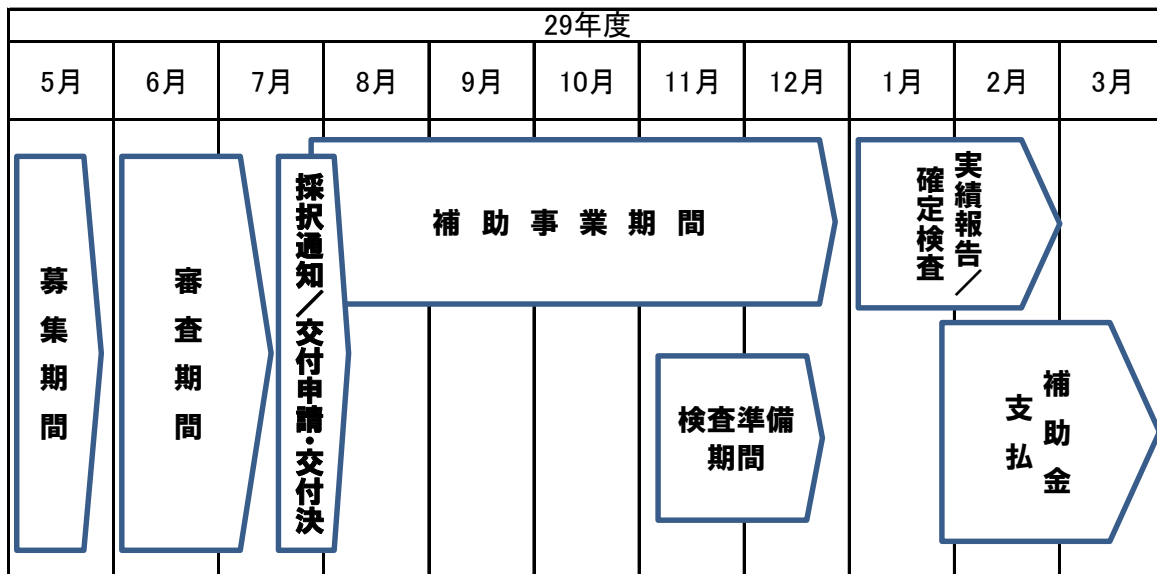 29年度
5月
6月
7月
8月
9月
10月
11月
12月
1月
2月
3月
募集期間
審査期間
採択通知／交付申請・交付決
補助事業期間
検査準備
期間
実績報告／
確定検査
補助金
支払